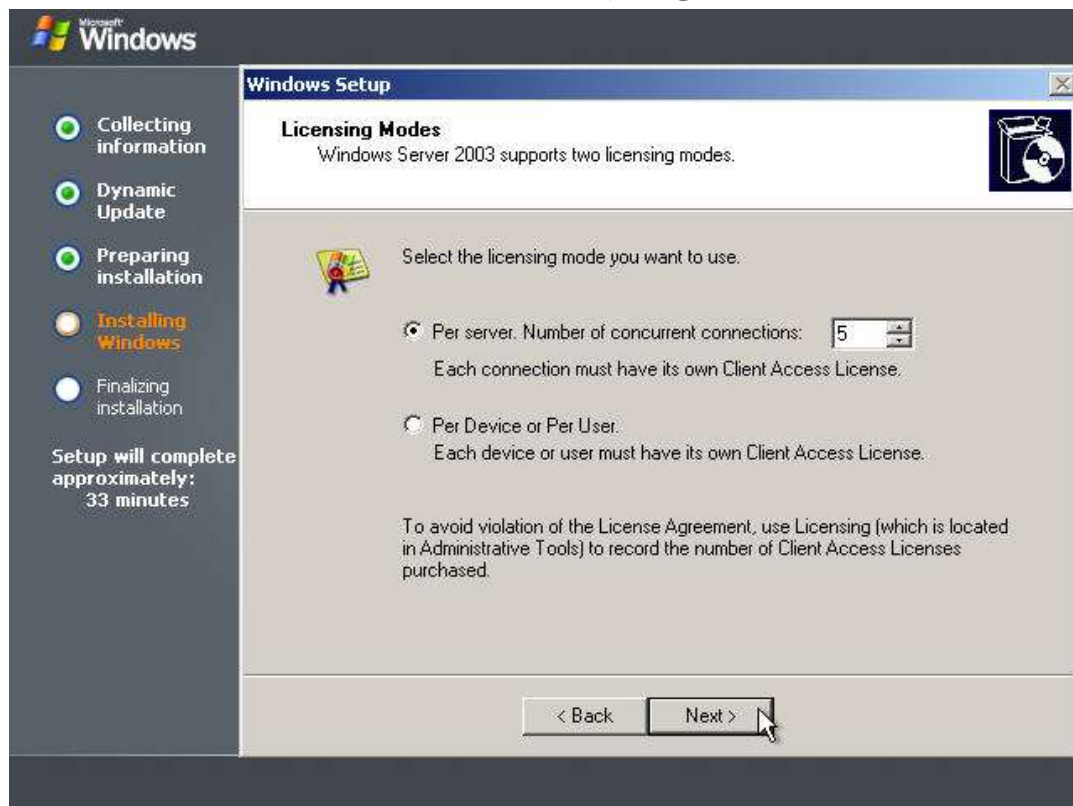 Microsoft
Windows
Collecting
information
Dynamic
Update
Preparing
installation
Installing
Windows
Finalizing
installation
Setup will complete
approximately:
33 minutes
Windows Setup
Licensing Modes
Windows Server 2003 supports two licensing modes.
Select the licensing mode you want to use.
Per server. Number of concurrent connections: 5
Each connection must have its own Client Access License.
Per Device or Per User.
Each device or user must have its own Client Access License.
To avoid violation of the License Agreement, use Licensing (which is located
in Administrative Tools) to record the number of Client Access Licenses
purchased.
< Back Next >